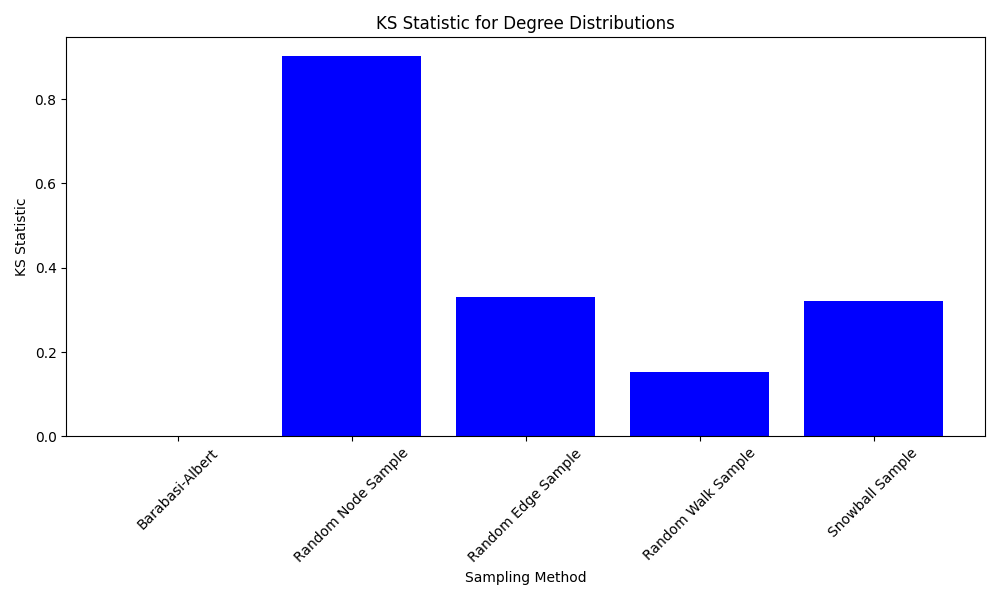 KS Statistic for Degree Distributions
KS Statistic
0.8
0.6
0.4
0.2
0.0
Barabasi-Albert
Random Node Sample
Random Edge Sample
Random Walk Sample
Snowball Sample
Sampling Method